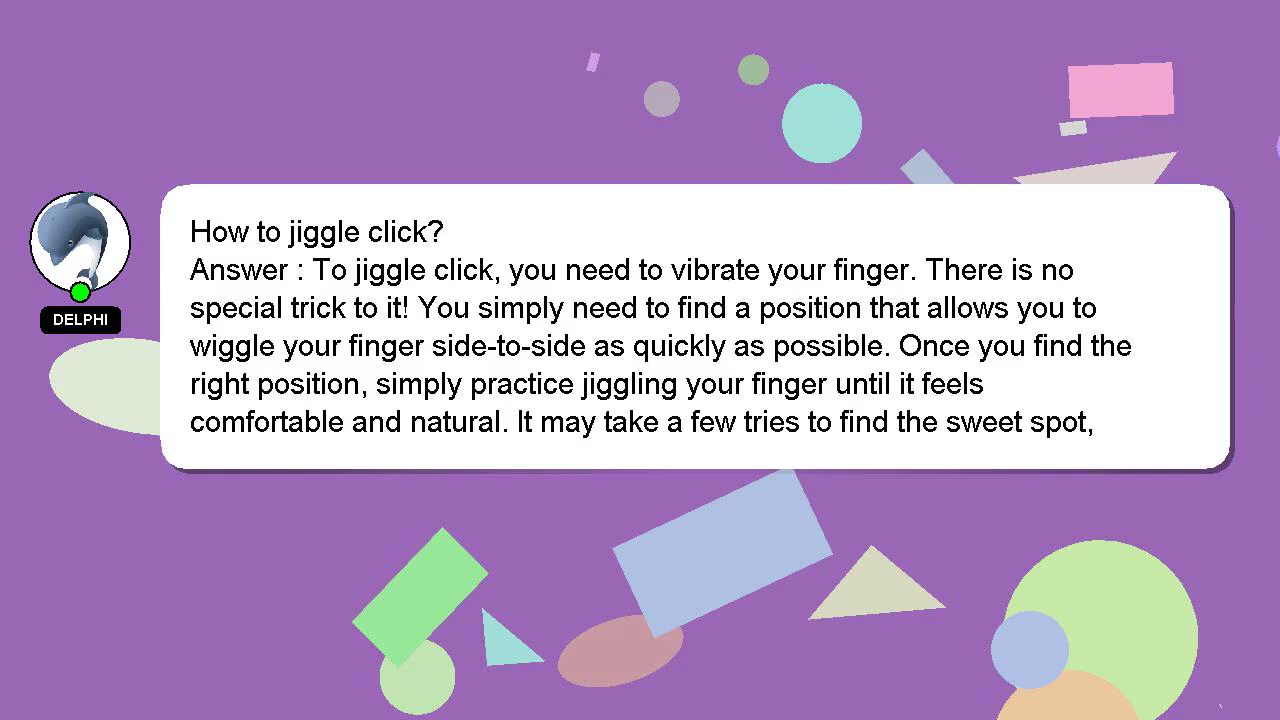 How to jiggle click?
Answer : To jiggle click, you need to vibrate your finger. There is no
special trick to it! You simply need to find a position that allows you to
wiggle your finger side-to-side as quickly as possible. Once you find the
right position, simply practice jiggling your finger until it feels
comfortable and natural. It may take a few tries to find the sweet spot,
DELPHI